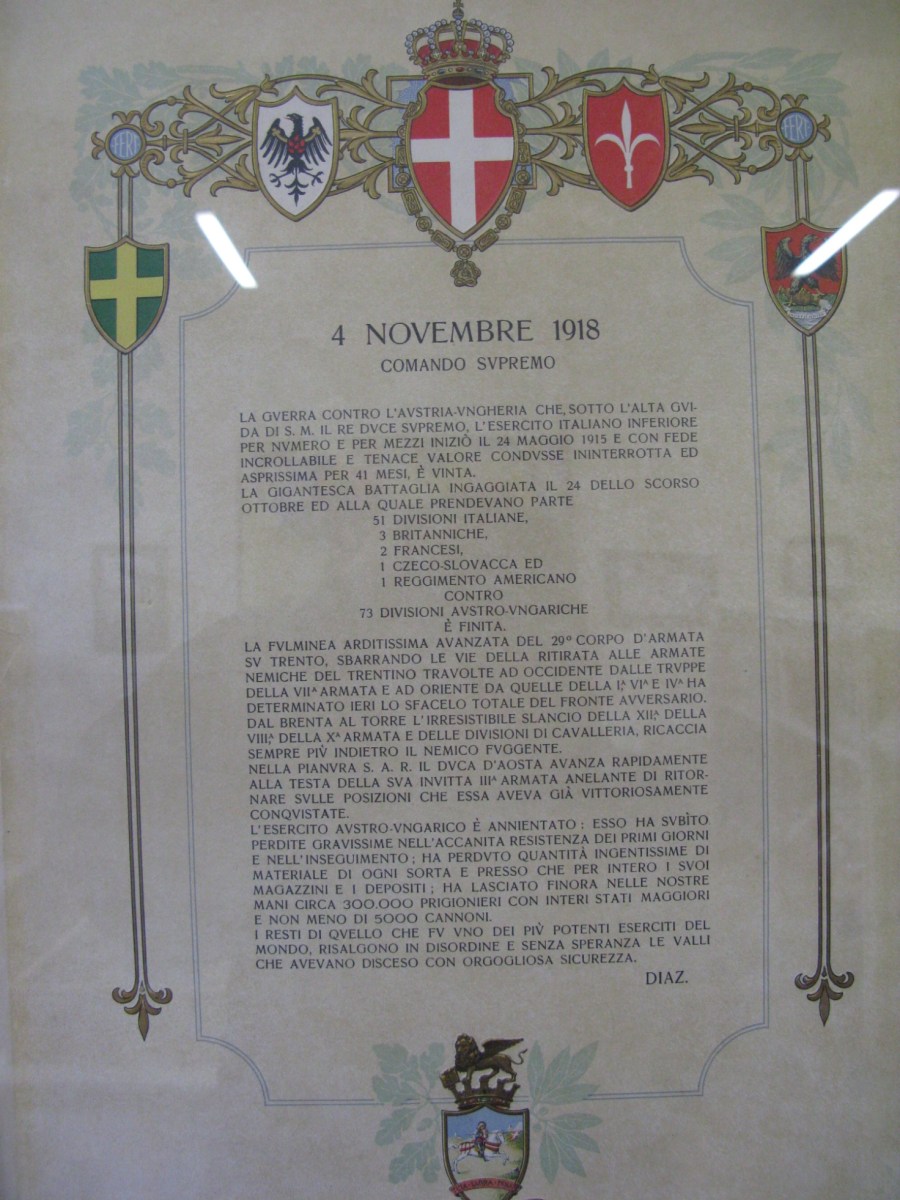 FERT
FERT
4 NOVEMBRE 1918
COMANDO SVPREMO
LA GVERRA CONTRO L'AVSTRIA-VNGHERIA CHE, SOTTO L'ALTA GVI-
DA DI S. M. IL RE DVCE SVPREMO, L'ESERCITO ITALIANO INFERIORE
PER NVMERO E PER MEZZI INIZIÒ IL 24 MAGGIO 1915 E CON FEDE
INCROLLABILE E TENACE VALORE CONDVSSE ININTERROTTA ED
ASPRISSIMA PER 41 MESI, È VINTA.
LA GIGANTESCA BATTAGLIA INGAGGIATA IL 24 DELLO SCORSO
OTTOBRE ED ALLA QUALE PRENDEVANO PARTE
51 DIVISIONI ITALIANE,
3 BRITANNICHE,
2 FRANCESI,
1 CZECO-SLOVACCA ED
1 REGGIMENTO AMERICANO
CONTRO
73 DIVISIONI AVSTRO-VNGARICHE
È FINITA.
LA FVLMINEA ARDITISSIMA AVANZATA DEL 29º CORPO D'ARMATA
SV TRENTO, SBARRANDO LE VIE DELLA RITIRATA ALLE ARMATE
NEMICHE DEL TRENTINO TRAVOLTE AD OCCIDENTE DALLE TRVPPE
DELLA VIIª ARMATA E AD ORIENTE DA QUELLE DELLA Iª, VIª E IVª HA
DETERMINATO IERI LO SFACELO TOTALE DEL FRONTE AVVERSARIO.
DAL BRENTA AL TORRE L'IRRESISTIBILE SLANCIO DELLA XIIª, DELLA
VIIIª, DELLA Xª ARMATA E DELLE DIVISIONI DI CAVALLERIA, RICACCIA
SEMPRE PIÙ INDIETRO IL NEMICO FVGGENTE.
NELLA PIANVRA S. A. R. IL DVCA D'AOSTA AVANZA RAPIDAMENTE
ALLA TESTA DELLA SVA INVITTA IIIª ARMATA ANELANTE DI RITOR-
NARE SVLLE POSIZIONI CHE ESSA AVEVA GIÀ VITTORIOSAMENTE
CONQVISTATE.
L'ESERCITO AVSTRO-VNGARICO È ANNIENTATO: ESSO HA SVBÌTO
PERDITE GRAVISSIME NELL'ACCANITA RESISTENZA DEI PRIMI GIORNI
E NELL'INSEGUIMENTO; HA PERDVTO QUANTITÀ INGENTISSIME DI
MATERIALE DI OGNI SORTA E PRESSO CHE PER INTERO I SVOI
MAGAZZINI E I DEPOSITI; HA LASCIATO FINORA NELLE NOSTRE
MANI CIRCA 300.000 PRIGIONIERI CON INTERI STATI MAGGIORI
E NON MENO DI 5000 CANNONI.
I RESTI DI QVELLO CHE FV VNO DEI PIÙ POTENTI ESERCITI DEL
MONDO, RISALGONO IN DISORDINE E SENZA SPERANZA LE VALLI
CHE AVEVANO DISCESO CON ORGOGLIOSA SICUREZZA.
DIAZ.